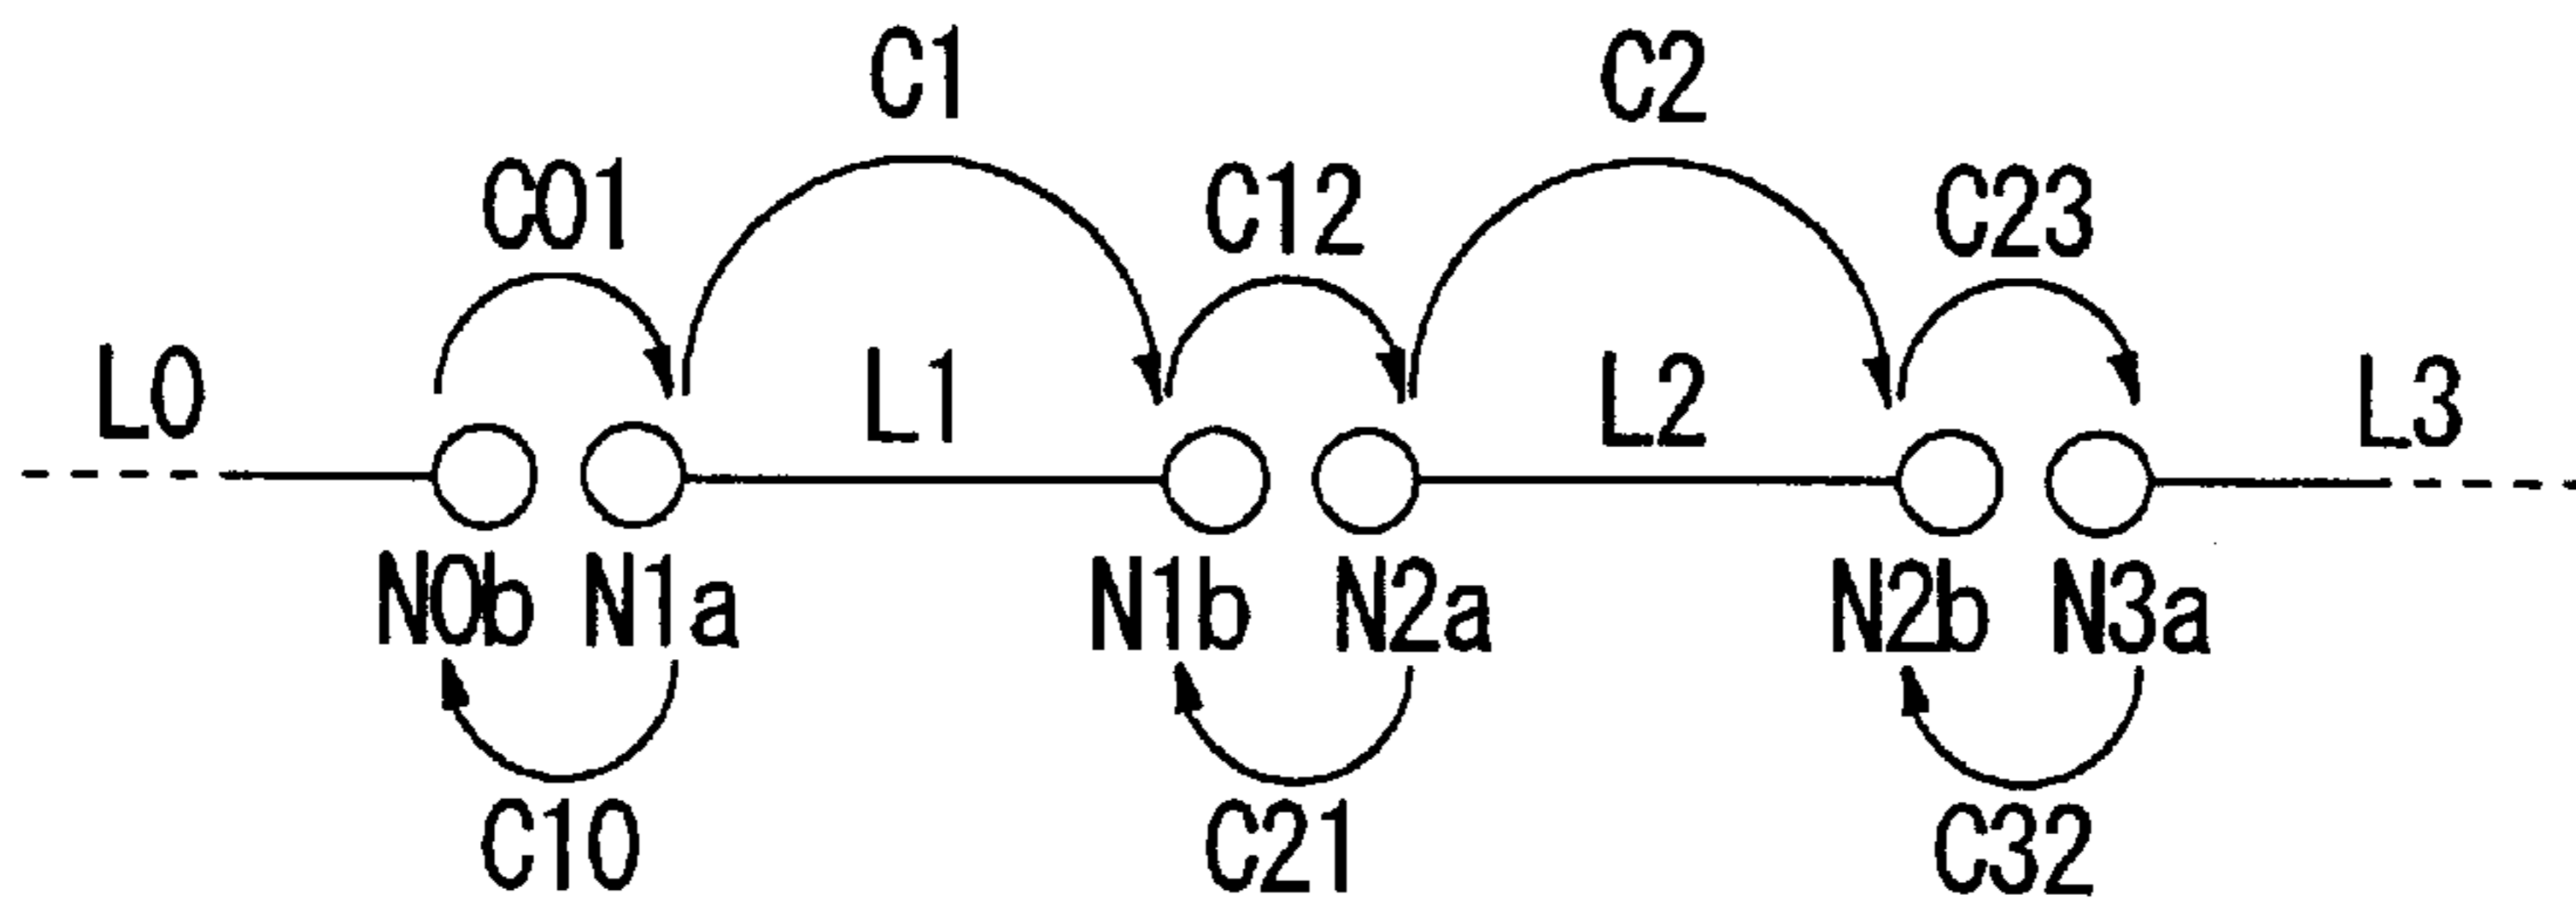 C1 C2
C01 C12 C23
L0 L1 L2 L3
N0b N1a N1b N2a N2b N3a
C10 C21 C32